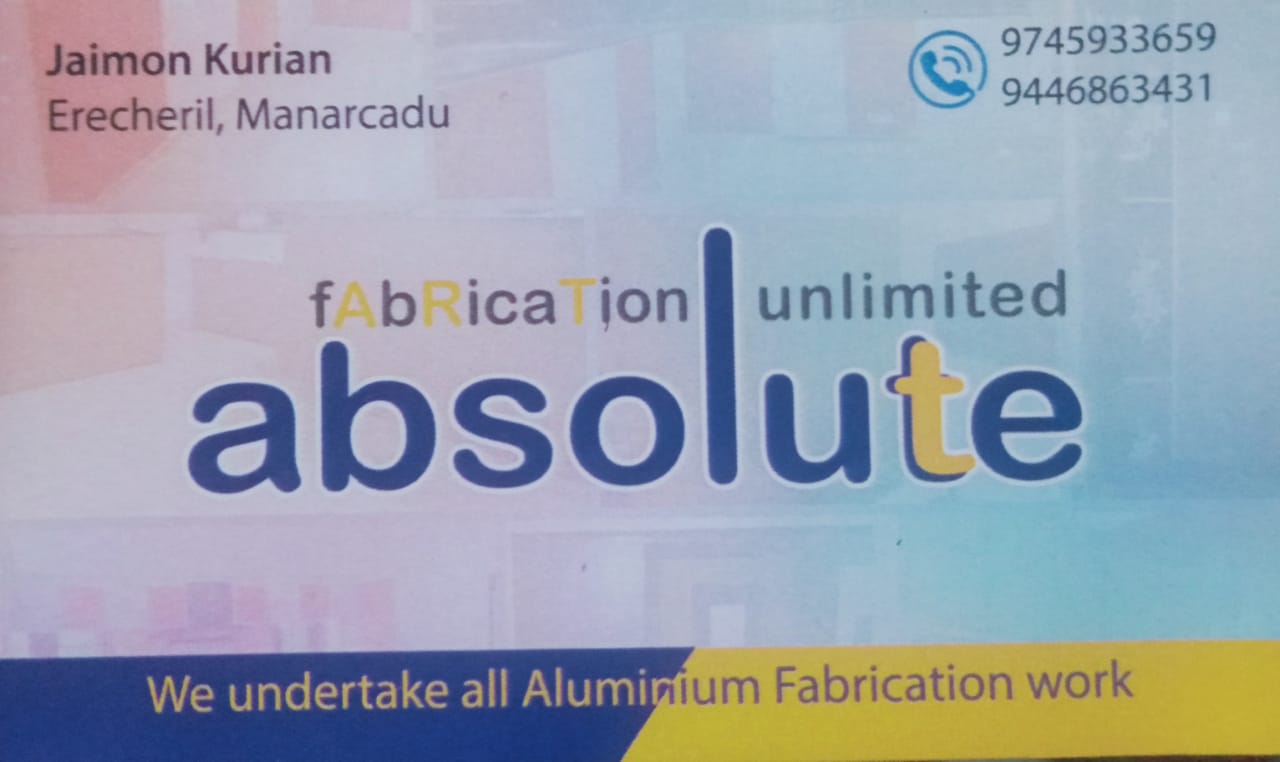 Jaimon Kurian
Erecheril, Manarcadu
9745933659
9446863431
fAbRicaTion unlimited
absolute
We undertake all Aluminium Fabrication work